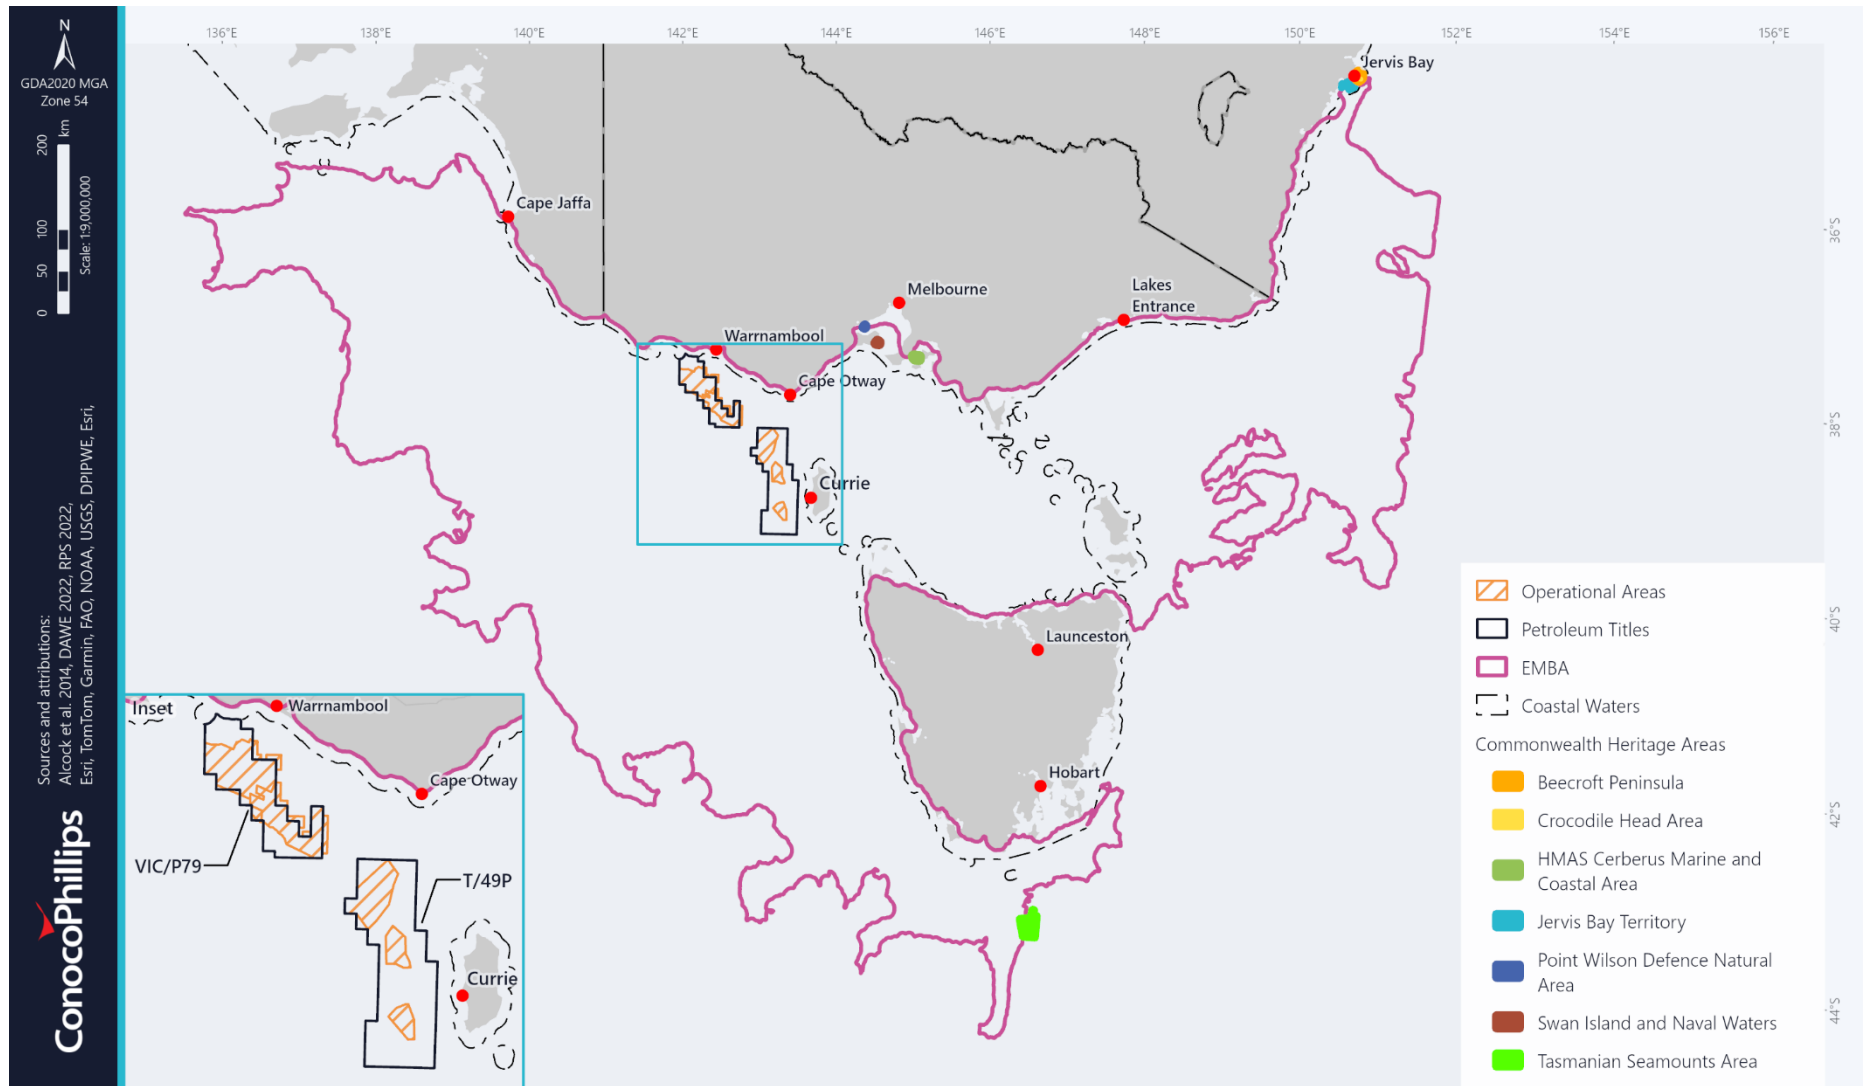 N
GDA2020 MGA
Zone 54
0 50 100 200
km
Scale: 1:9,000,000
Sources and attributions:
Alcock et al. 2014, DAWE 2022, RPS 2022,
Esri, TomTom, Garmin, FAO, NOAA, USGS, DPIPWE, Esri,
ConocoPhillips
136°E 138°E 140°E 142°E 144°E 146°E 148°E 150°E 152°E 154°E 156°E
36°S
38°S
40°S
42°S
44°S
Jervis Bay
Cape Jaffa
Melbourne
Lakes
Entrance
Warrnambool
Cape Otway
Currie
Launceston
Hobart
Inset
Warrnambool
Cape Otway
VIC/P79
T/49P
Currie
Operational Areas
Petroleum Titles
EMBA
Coastal Waters
Commonwealth Heritage Areas
Beecroft Peninsula
Crocodile Head Area
HMAS Cerberus Marine and
Coastal Area
Jervis Bay Territory
Point Wilson Defence Natural
Area
Swan Island and Naval Waters
Tasmanian Seamounts Area